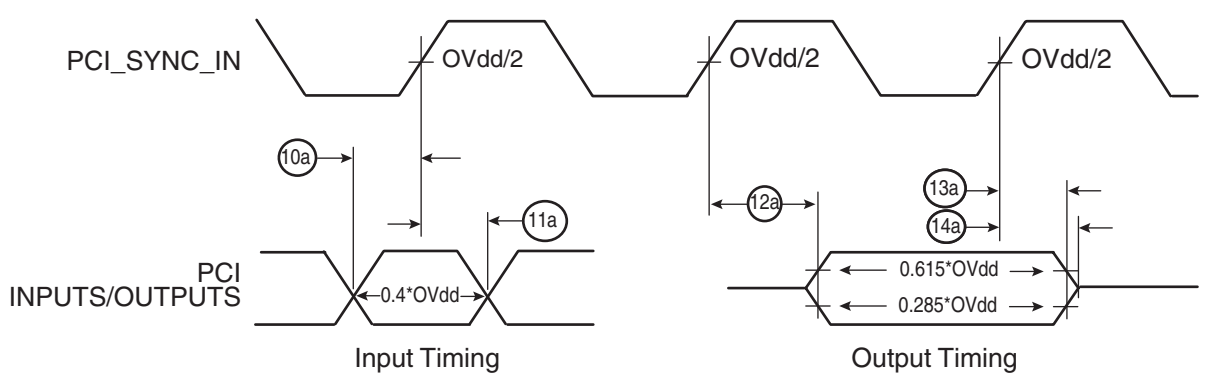 PCI_SYNC_IN
OVdd/2
OVdd/2
OVdd/2
10a
11a
12a
13a
14a
PCI
INPUTS/OUTPUTS
0.4*OVdd
0.615*OVdd
0.285*OVdd
Input Timing
Output Timing